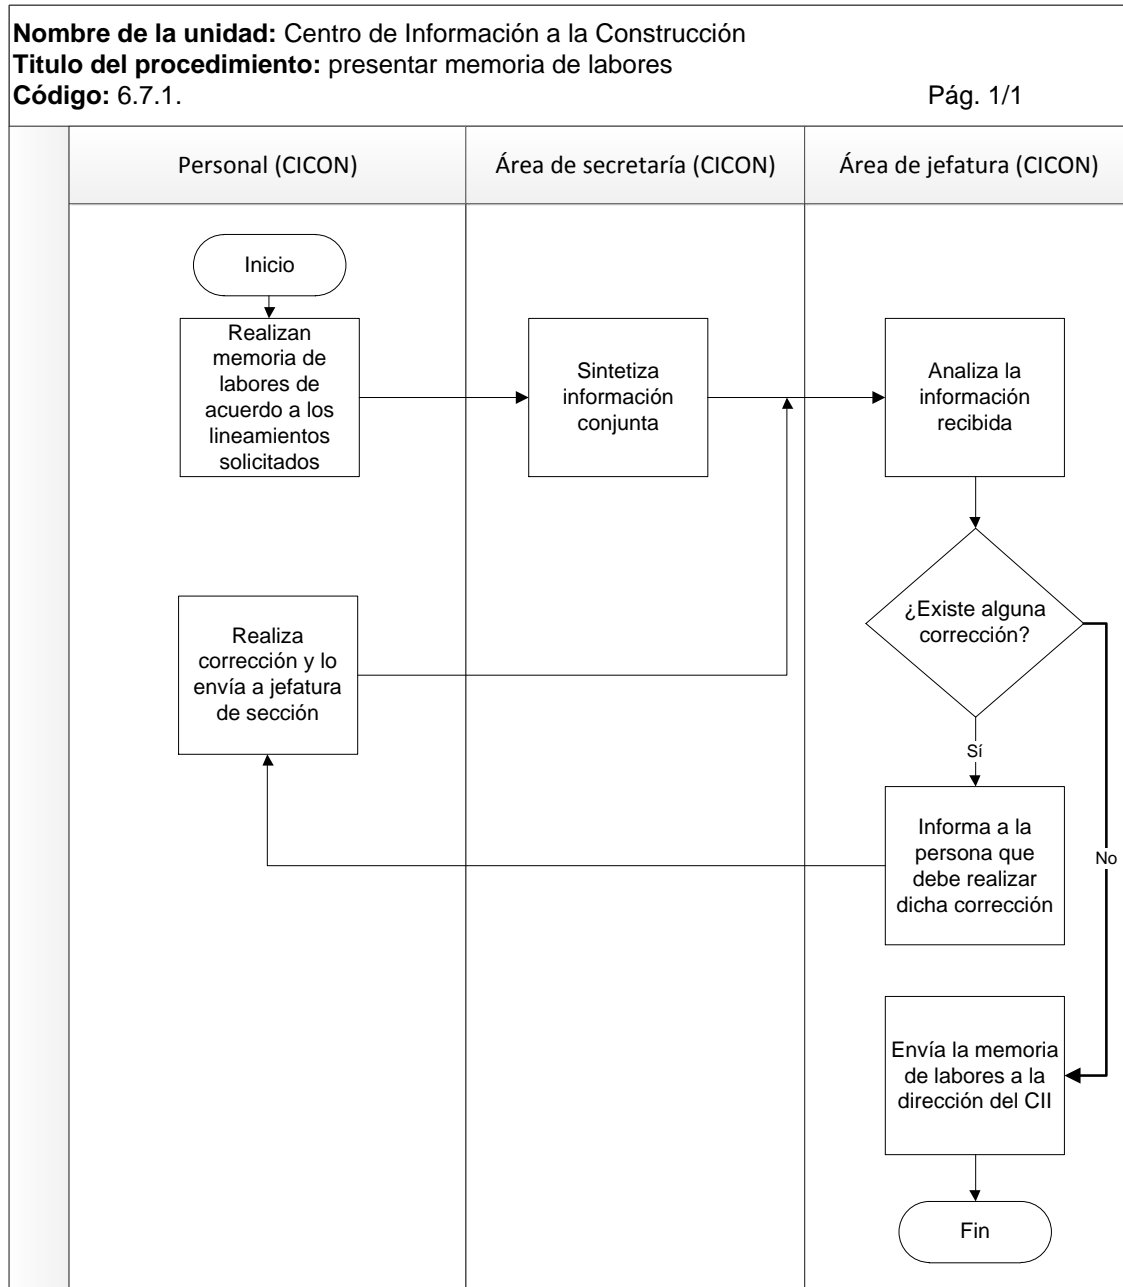 Nombre de la unidad: Centro de Información a la Construcción
Titulo del procedimiento: presentar memoria de labores
Código: 6.7.1.
Pág. 1/1
Personal (CICON)
Área de secretaría (CICON)
Área de jefatura (CICON)
Inicio
Realizan
memoria de
labores de
acuerdo a los
lineamientos
solicitados
Sintetiza
información
conjunta
Analiza la
información
recibida
¿Existe alguna
corrección?
Realiza
corrección y lo
envía a jefatura
de sección
Sí
Informa a la
persona que
debe realizar
dicha corrección
No
Envía la memoria
de labores a la
dirección del CII
Fin